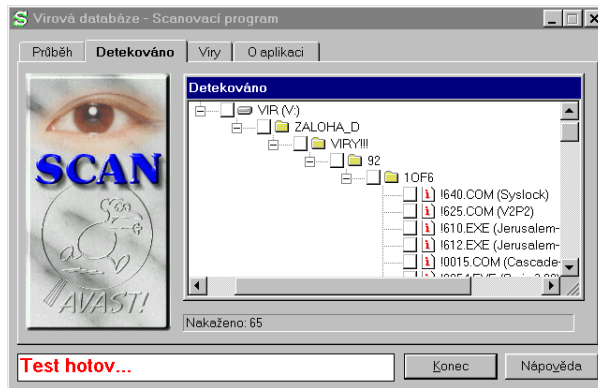 Virová databáze - Scanovací program
Průběh
Detekováno
Viry
O aplikaci
SCAN
AVAST!
Detekováno
VIR (V:)
ZALOHA_D
VIRY!!!
92
1OF6
!640.COM (Syslock)
!625.COM (V2P2)
!610.EXE (Jerusalem-
!612.EXE (Jerusalem-
!0015.COM (Cascade-
Nakaženo: 65
Test hotov...
Konec
Nápověda